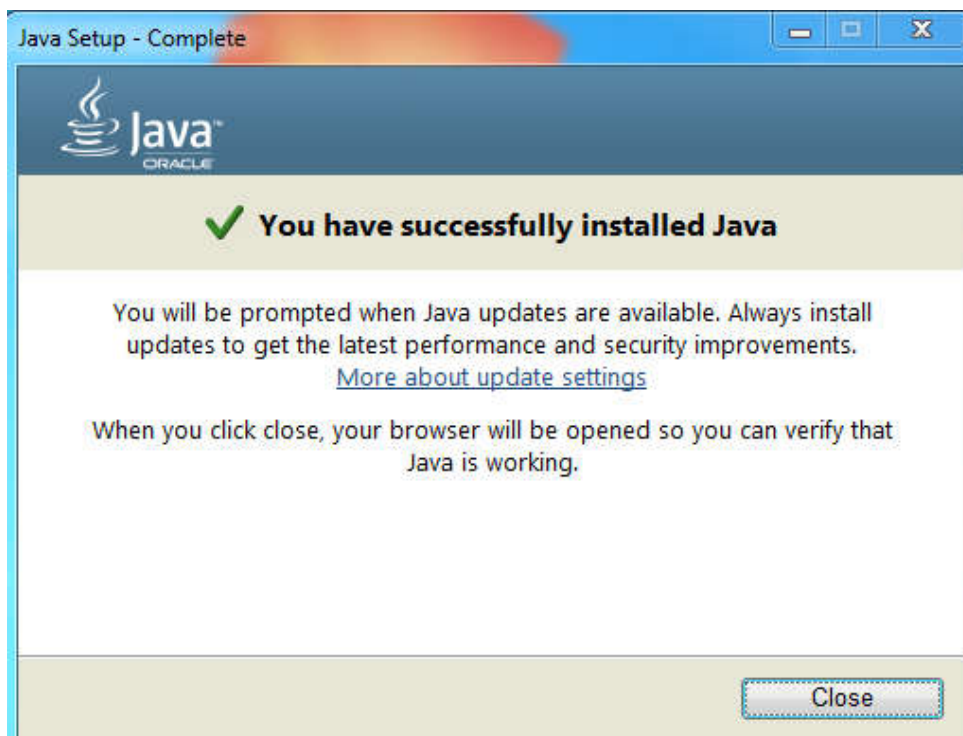 Java Setup - Complete
Java™
ORACLE
You have successfully installed Java
You will be prompted when Java updates are available. Always install
updates to get the latest performance and security improvements.
More about update settings
When you click close, your browser will be opened so you can verify that
Java is working.
Close